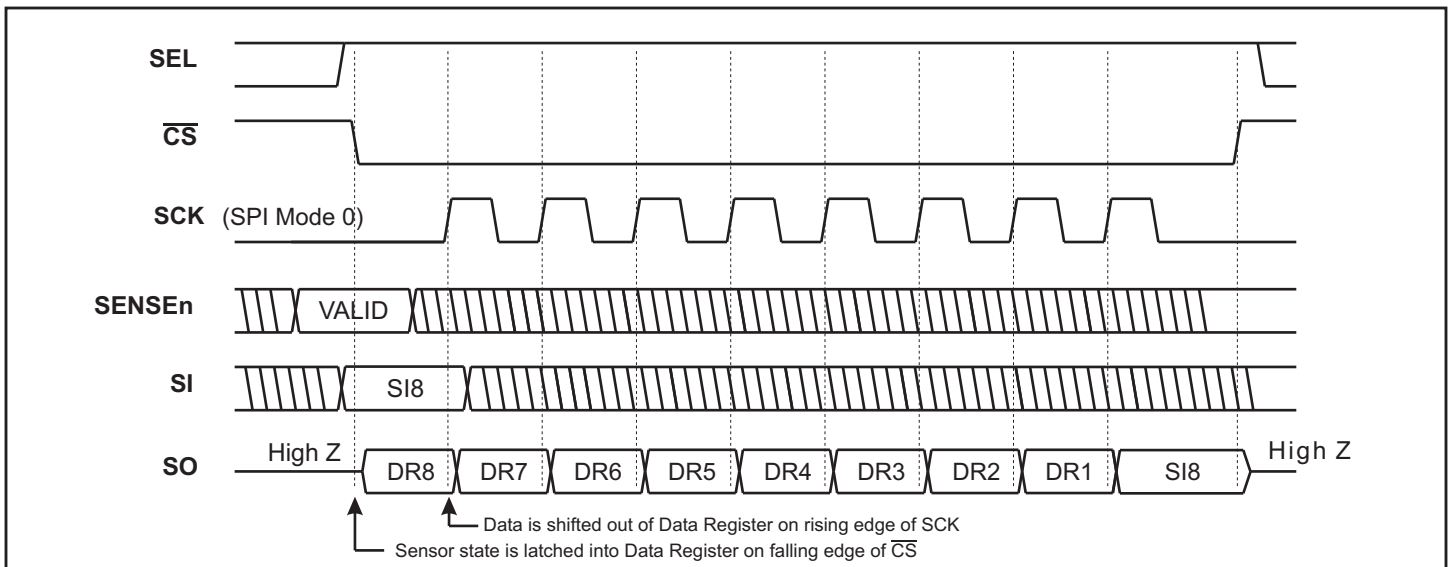 SEL
CS
SCK (SPI Mode 0)
SENSEn VALID
SI SI8
SO High Z DR8 DR7 DR6 DR5 DR4 DR3 DR2 DR1 SI8 High Z
Data is shifted out of Data Register on rising edge of SCK
Sensor state is latched into Data Register on falling edge of CS